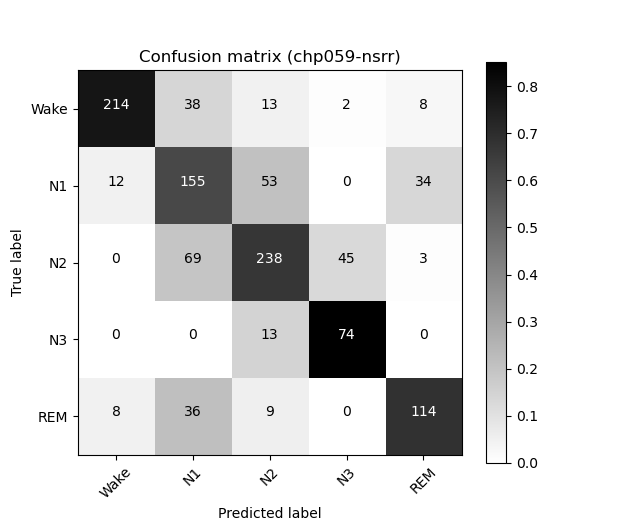 Confusion matrix (chp059-nsrr)
Wake 214 38 13 2 8
N1 12 155 53 0 34
N2 0 69 238 45 3
N3 0 0 13 74 0
REM 8 36 9 0 114
Wake N1 N2 N3 REM
True label
Predicted label
0.8
0.7
0.6
0.5
0.4
0.3
0.2
0.1
0.0